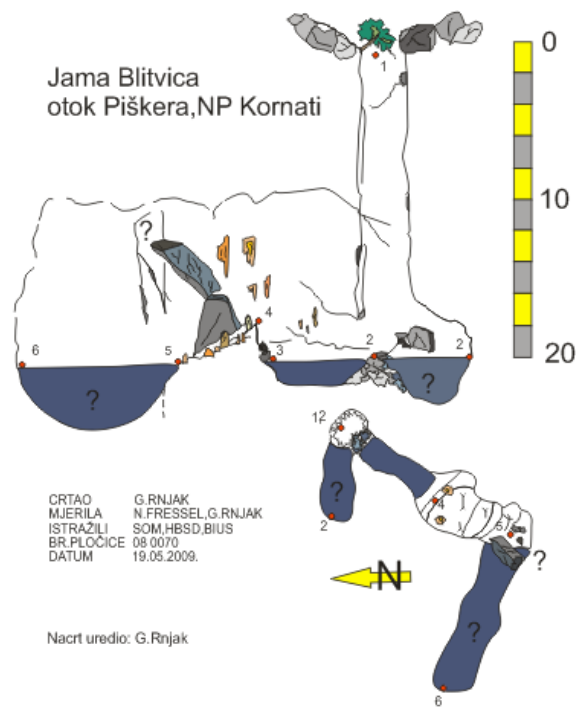 Jama Blitvica
otok Piškera,NP Kornati
0
10
20
1
?
4
6
5
3
2
2
?
?
12
?
2
4
5
?
?
6
N
CRTAO G.RNJAK
MJERILA N.FRESSEL,G.RNJAK
ISTRAŽILI SOM,HBSD,BIUS
BR.PLOČICE 08 0070
DATUM 19.05.2009.
Nacrt uredio: G.Rnjak